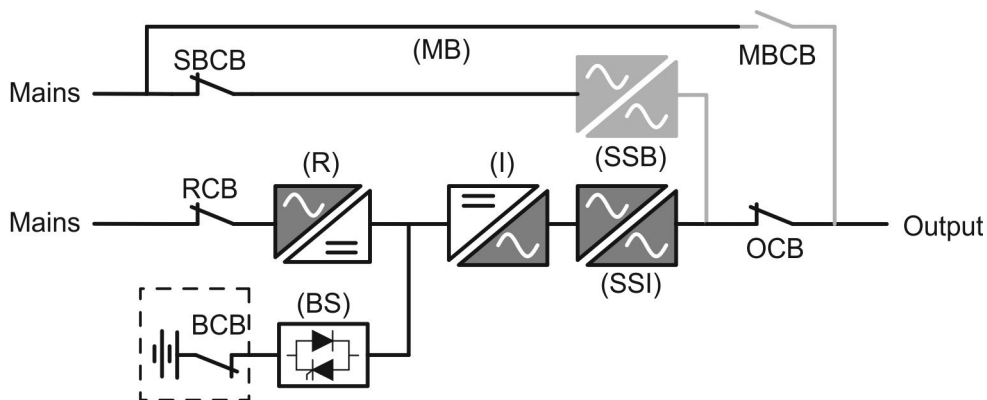 (MB)
MBCB
SBCB
Mains
(SSB)
(R)
(I)
RCB
Mains
Output
OCB
(SSI)
(BS)
BCB